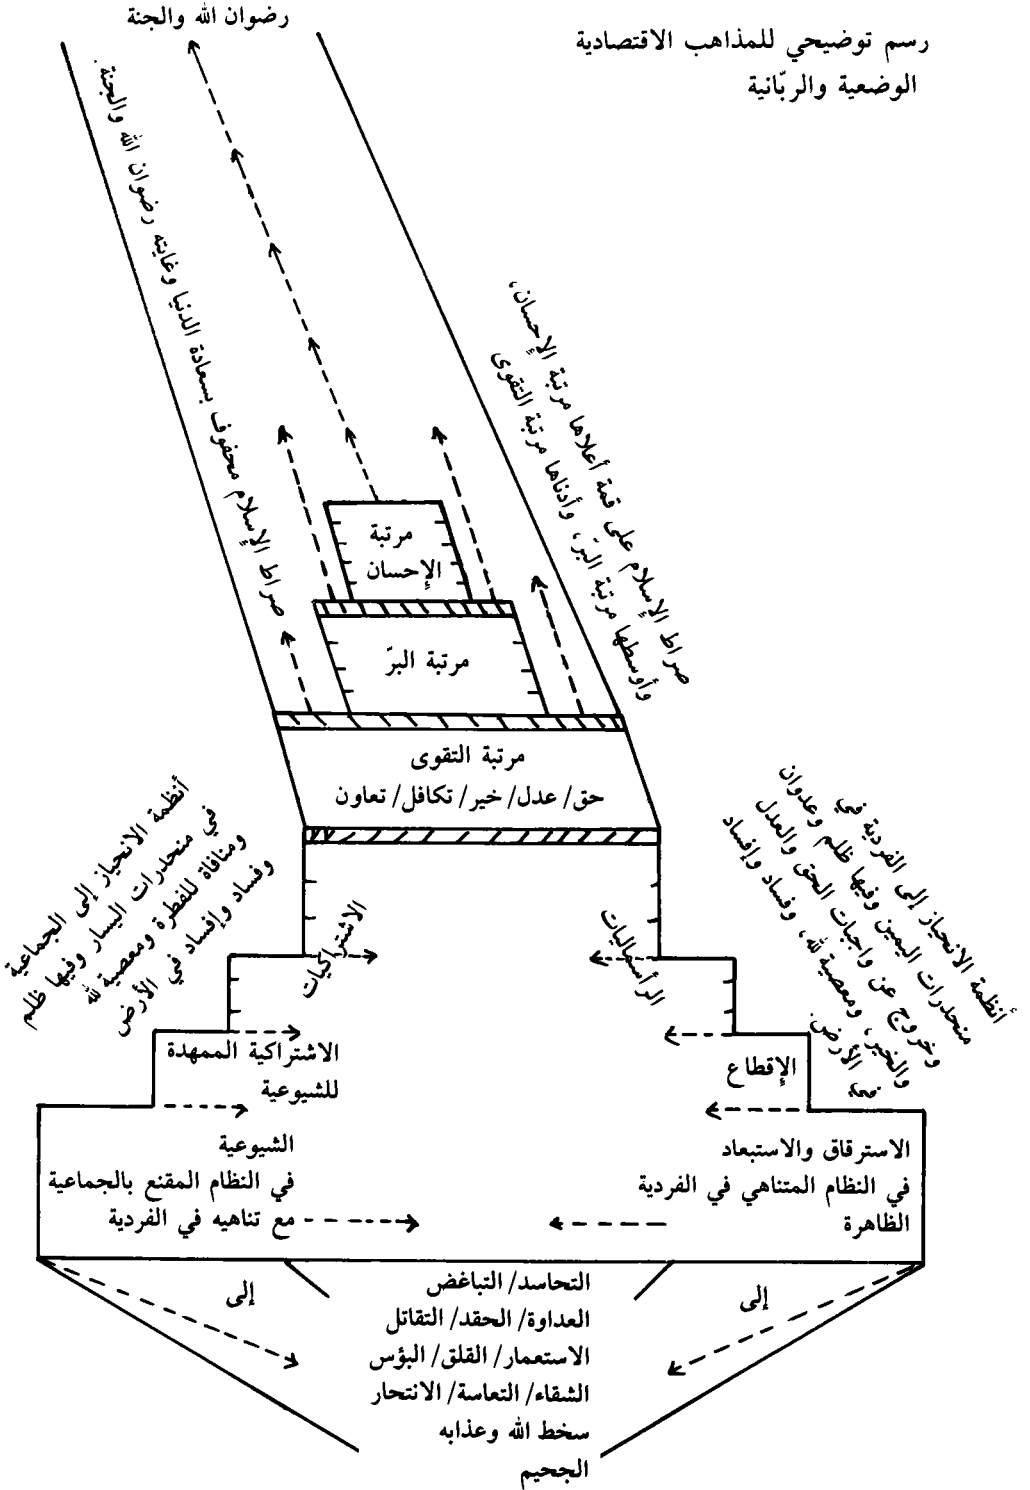 رسم توضيحي للمذاهب الاقتصادية
الوضعية والربّانية
رضوان الله والجنة
صراط الإسلام محفوف بسعادة الدنيا وغايته رضوان الله والجنة.
صراط الإسلام على قمة أعلاها مرتبة الإحسان،
وأوسطها مرتبة البرّ، وأدناها مرتبة التقوى
مرتبة
الإحسان
مرتبة البرّ
مرتبة التقوى
حق/ عدل/ خير/ تكافل/ تعاون
أنظمة الانحياز إلى الفردية في
منحدرات اليمين وفيها ظلم وعدوان
وخروج عن واجبات الحق والعدل
والخير، ومعصية لله، وفساد وإفساد
في الأرض.
أنظمة الانحياز إلى الجماعية
في منحدرات اليسار وفيها ظلم
ومنافاة للفطرة ومعصية لله
وفساد وإفساد في الأرض
الرأسماليات
الاشتراكيات
الإقطاع
الاشتراكية الممهدة
للشيوعية
الاسترقاق والاستبعاد
في النظام المتناهي في الفردية
الظاهرة
الشيوعية
في النظام المقنع بالجماعية
مع تناهيه في الفردية
إلى
إلى
التحاسد/ التباغض
العداوة/ الحقد/ التقاتل
الاستعمار/ القلق/ البؤس
الشقاء/ التعاسة/ الانتحار
سخط الله وعذابه
الجحيم